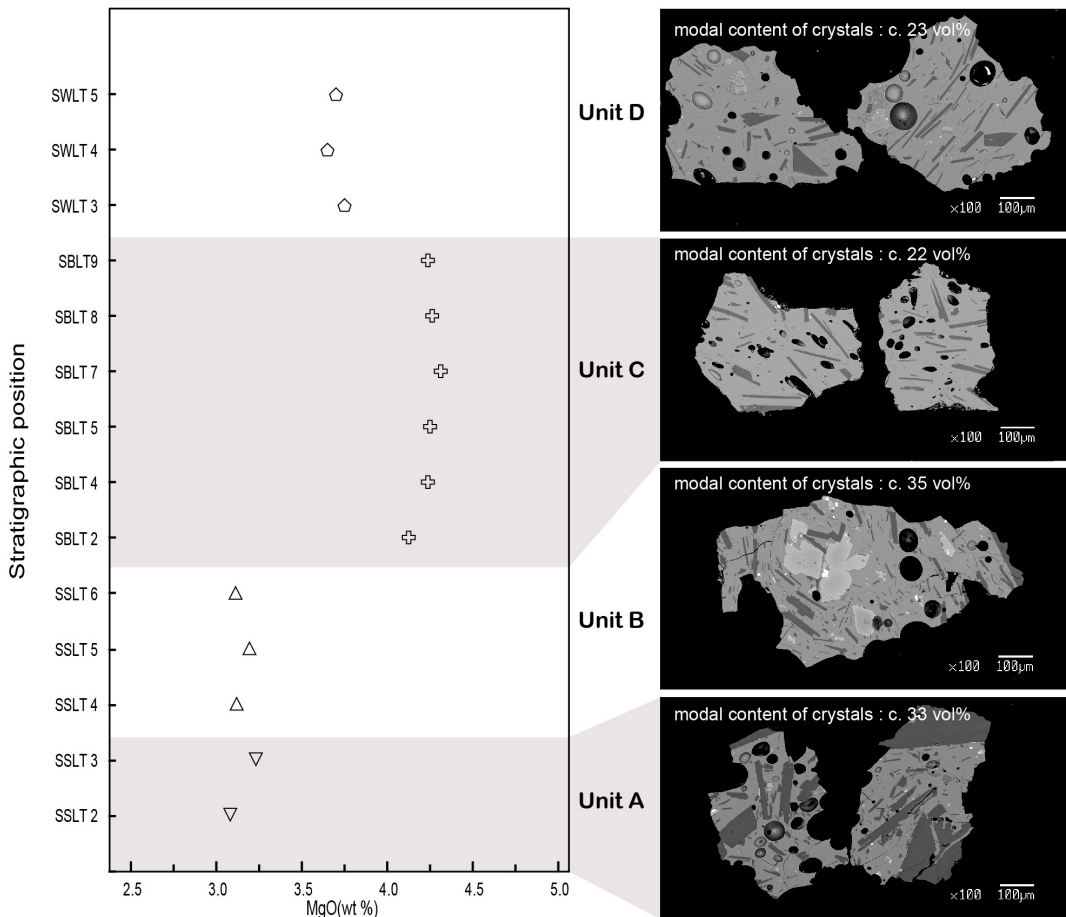 Stratigraphic position
SWLT 5
SWLT 4
SWLT 3
SBLT9
SBLT 8
SBLT 7
SBLT 5
SBLT 4
SBLT 2
SSLT 6
SSLT 5
SSLT 4
SSLT 3
SSLT 2
2.5 3.0 3.5 4.0 4.5 5.0
MgO(wt %)
Unit D
modal content of crystals : c. 23 vol%
×100 100µm
Unit C
modal content of crystals : c. 22 vol%
×100 100µm
Unit B
modal content of crystals : c. 35 vol%
×100 100µm
Unit A
modal content of crystals : c. 33 vol%
×100 100µm